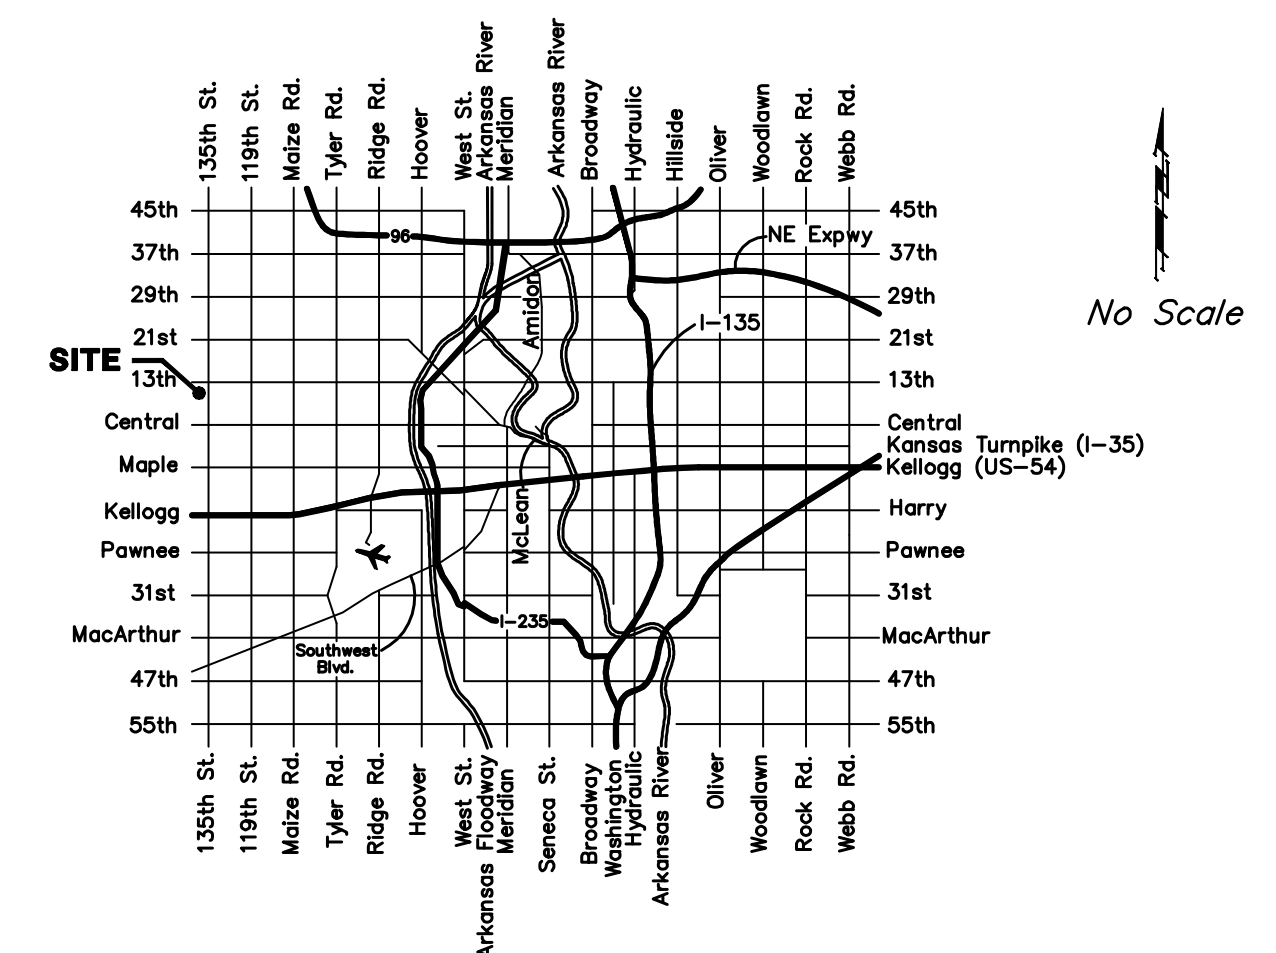 135th St.
119th St.
Maize Rd.
Tyler Rd.
Ridge Rd.
Hoover
West St.
Arkansas River
Meridian
Arkansas River
Broadway
Hydraulic
Hillside
Oliver
Woodlawn
Rock Rd.
Webb Rd.
45th
45th
96
NE Expwy
37th
37th
29th
29th
Amidon
No Scale
I-135
21st
21st
SITE
13th
13th
Central
Central
Kansas Turnpike (I-35)
Maple
Kellogg (US-54)
Kellogg
Harry
McLean
Pawnee
Pawnee
31st
31st
I-235
MacArthur
MacArthur
Southwest
Blvd.
47th
47th
55th
55th
135th St.
119th St.
Maize Rd.
Tyler Rd.
Ridge Rd.
Hoover
West St.
Arkansas Floodway
Meridian
Seneca St.
Broadway
Washington
Hydraulic
Arkansas River
Oliver
Woodlawn
Rock Rd.
Webb Rd.